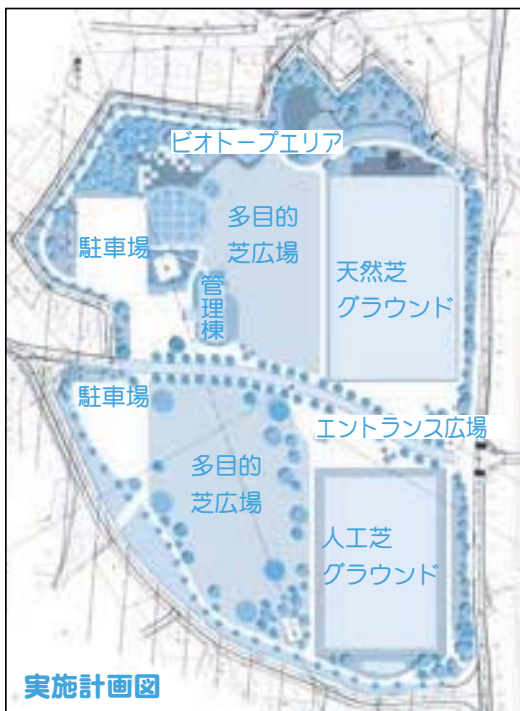 ビオトープエリア
多目的
芝広場
駐車場
天然芝
グラウンド
管理棟
駐車場
エントランス広場
多目的
芝広場
人工芝
グラウンド
実施計画図